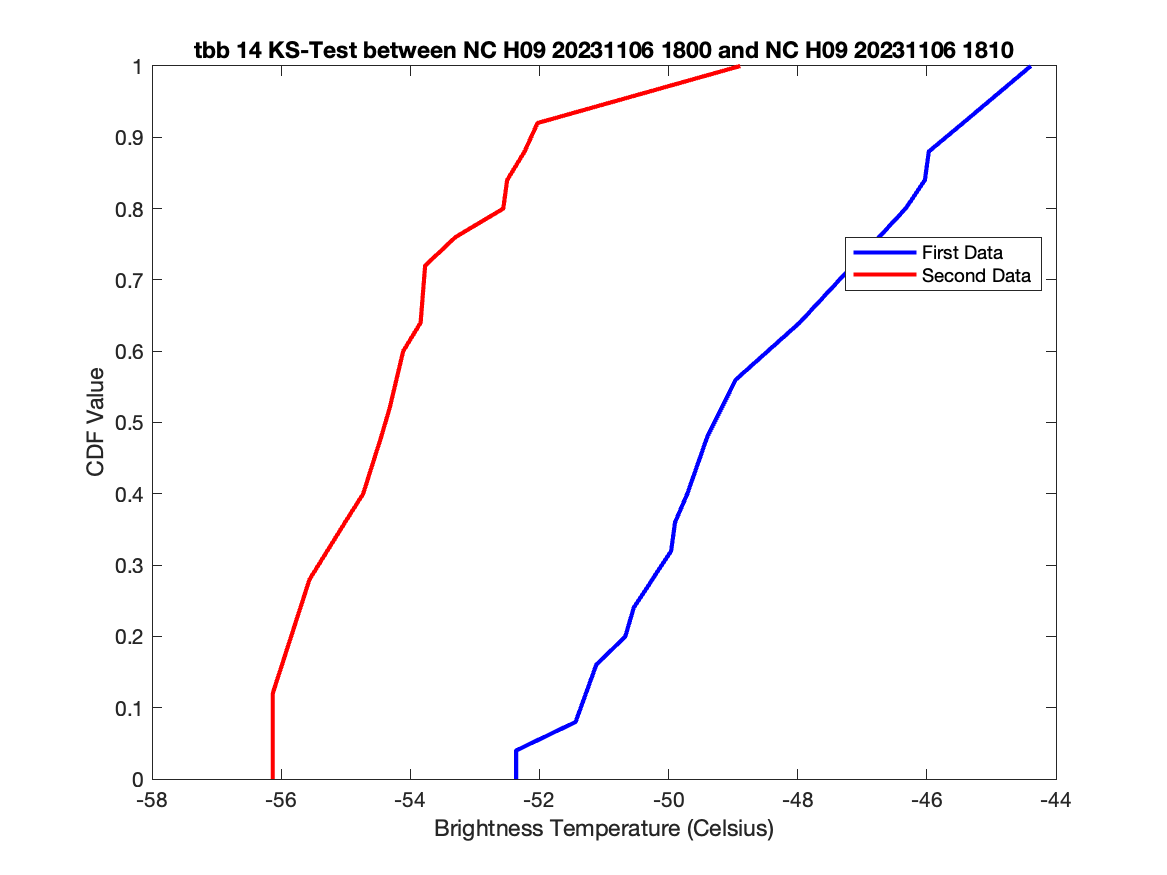 tbb 14 KS-Test between NC H09 20231106 1800 and NC H09 20231106 1810
1
0.9
0.8
0.7
0.6
0.5
0.4
0.3
0.2
0.1
0
CDF Value
First Data
Second Data
-58 -56 -54 -52 -50 -48 -46 -44
Brightness Temperature (Celsius)